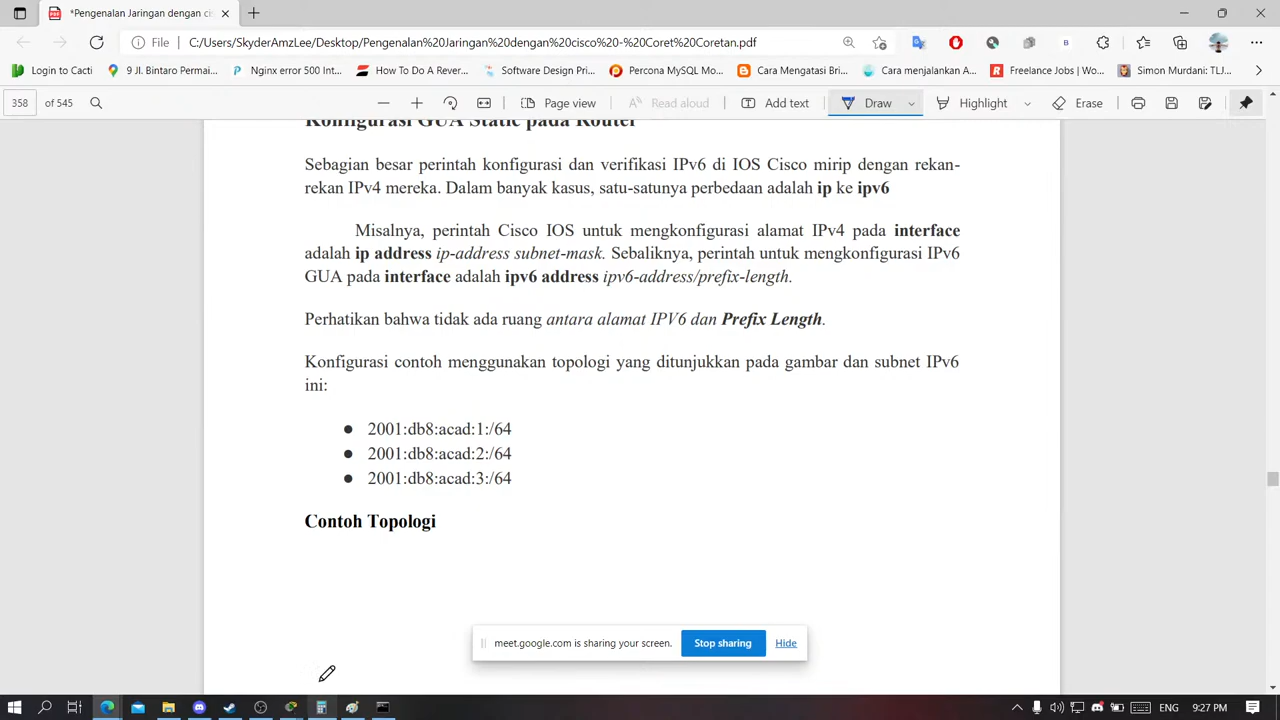 *Pengenalan Jaringan dengan cis
File C:/Users/SkyderAmzLee/Desktop/Pengenalan%20Jaringan%20dengan%20cisco%20-%20Coret%20Coretan.pdf
Login to Cacti 9 Jl. Bintaro Permai... Nginx error 500 Int... How To Do A Rever... Software Design Pri... Percona MySQL Mo... Cara Mengatasi Bri... Cara menjalankan A... Freelance Jobs | Wo... Simon Murdani: TLJ...
358 of 545 Page view Read aloud Add text Draw Highlight Erase
Konfigurasi GUA Static pada Router
Sebagian besar perintah konfigurasi dan verifikasi IPv6 di IOS Cisco mirip dengan rekan-
rekan IPv4 mereka. Dalam banyak kasus, satu-satunya perbedaan adalah ip ke ipv6
Misalnya, perintah Cisco IOS untuk mengkonfigurasi alamat IPv4 pada interface
adalah ip address ip-address subnet-mask. Sebaliknya, perintah untuk mengkonfigurasi IPv6
GUA pada interface adalah ipv6 address ipv6-address/prefix-length.
Perhatikan bahwa tidak ada ruang antara alamat IPV6 dan Prefix Length.
Konfigurasi contoh menggunakan topologi yang ditunjukkan pada gambar dan subnet IPv6
ini:
● 2001:db8:acad:1:/64
● 2001:db8:acad:2:/64
● 2001:db8:acad:3:/64
Contoh Topologi
meet.google.com is sharing your screen. Stop sharing Hide
ENG 9:27 PM